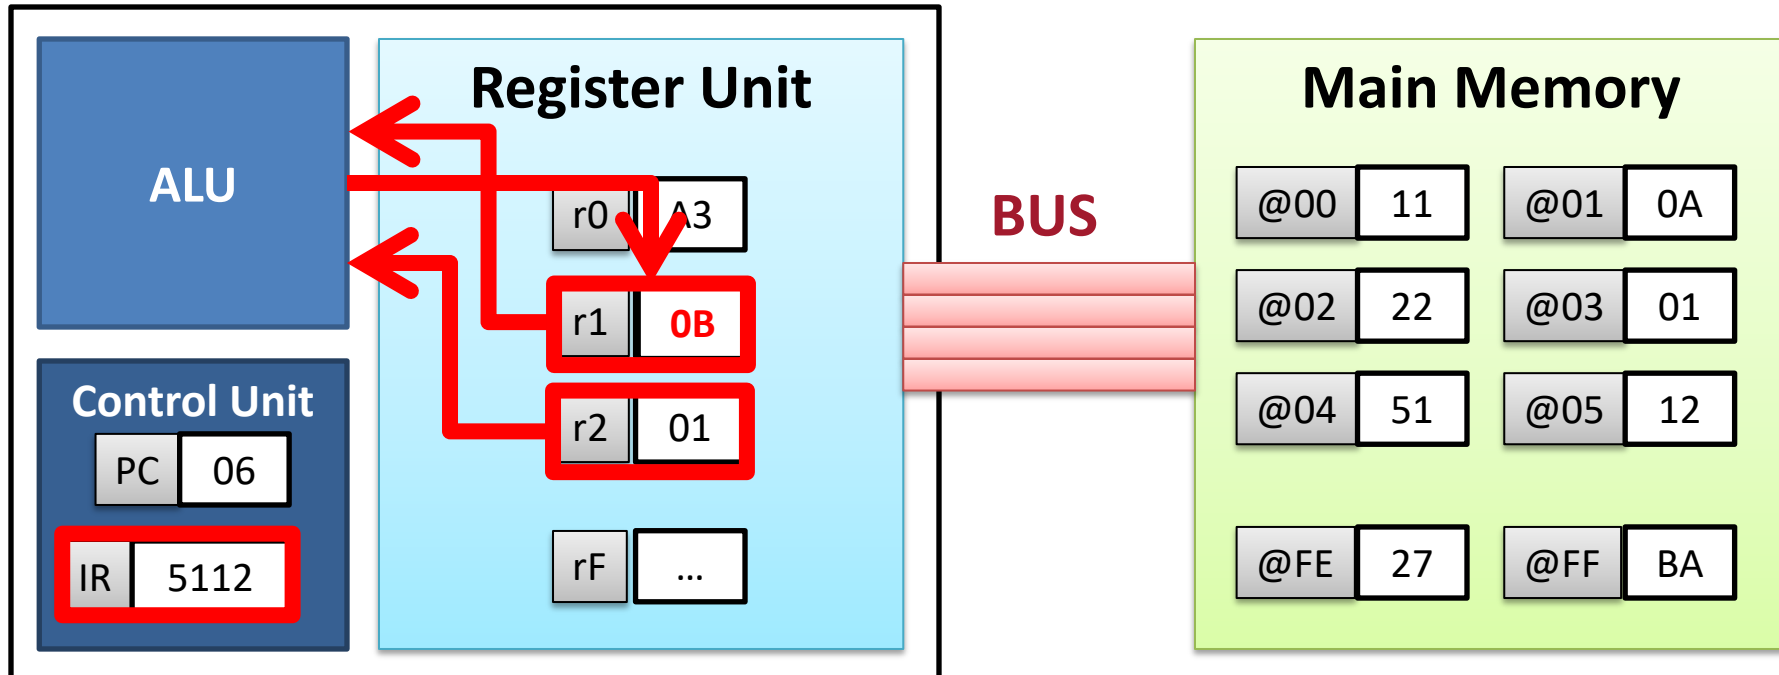 ALU
Control Unit
PC 06
IR 5112
Register Unit
r0 A3
r1 0B
r2 01
rF ...
BUS
Main Memory
@00 11 @01 0A
@02 22 @03 01
@04 51 @05 12
@FE 27 @FF BA